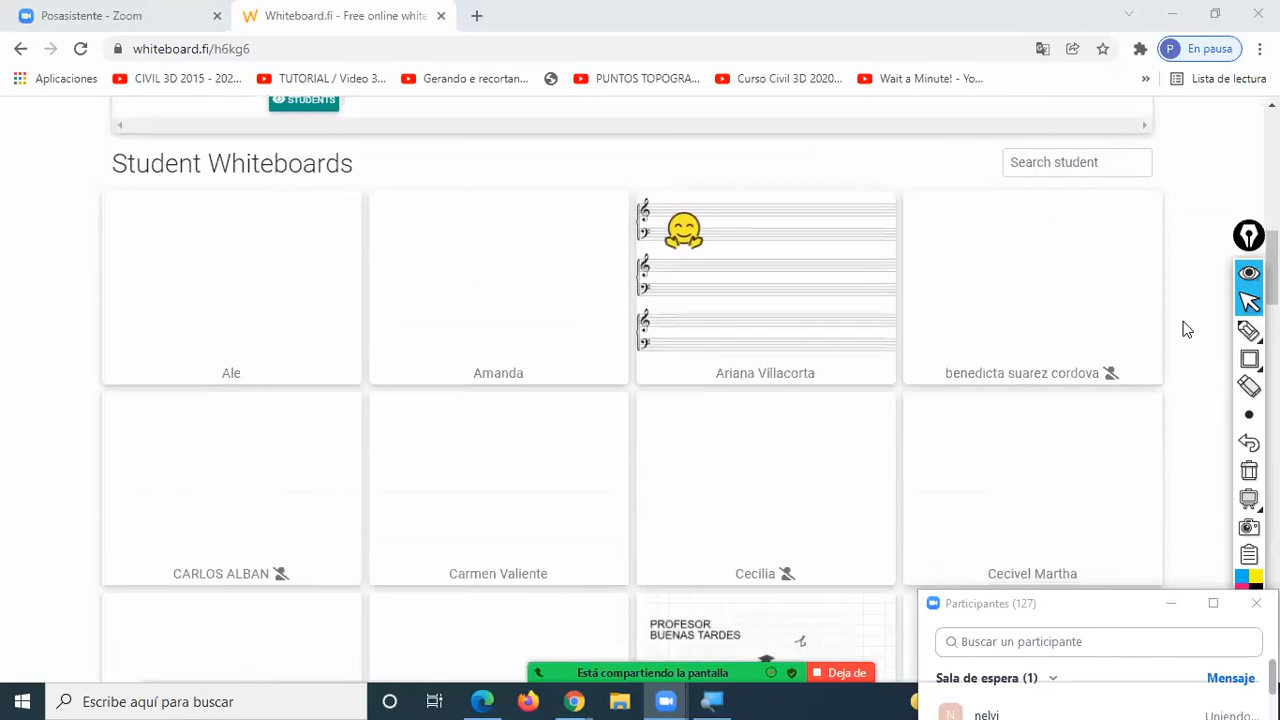 Posasistente - Zoom
Whiteboard.fi - Free online white
whiteboard.fi/h6kg6
P En pausa
Aplicaciones CIVIL 3D 2015 - 202... TUTORIAL / Video 3... Gerando e recortan... PUNTOS TOPOGRA... Curso Civil 3D 2020... Wait a Minute! - Yo... » Lista de lectura
STUDENTS
Student Whiteboards
Search student
Ale
Amanda
Ariana Villacorta
benedicta suarez cordova
CARLOS ALBAN
Carmen Valiente
Cecilia
Cecivel Martha
PROFESOR
BUENAS TARDES
Participantes (127)
Buscar un participante
Sala de espera (1)
Mensaje
N nelvi
Uniendo...
Está compartiendo la pantalla
Deja de
Escribe aquí para buscar